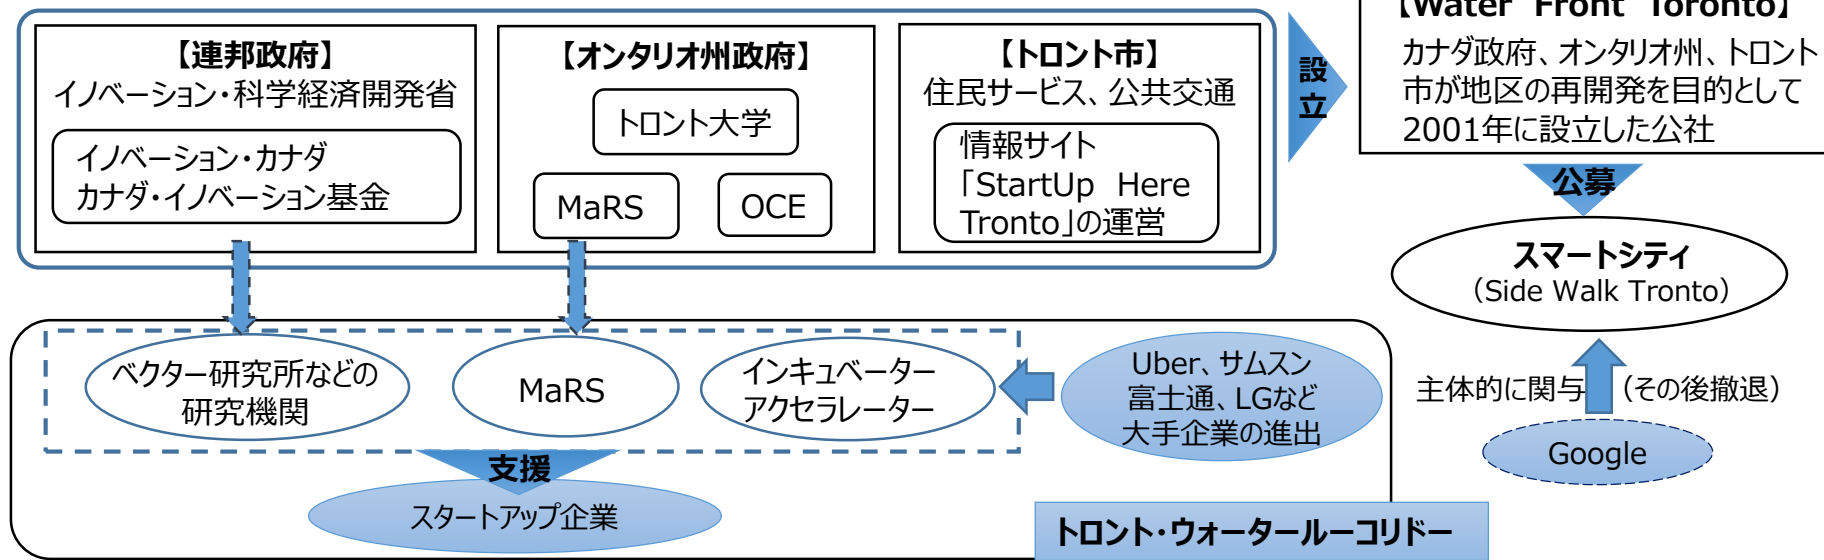 【連邦政府】
イノベーション・科学経済開発省
イノベーション・カナダ
カナダ・イノベーション基金
【オンタリオ州政府】
トロント大学
MaRS
OCE
【トロント市】
住民サービス、公共交通
情報サイト
「StartUp Here
Tronto」の運営
設
立
【Water Front Toronto】
カナダ政府、オンタリオ州、トロント
市が地区の再開発を目的として
2001年に設立した公社
公募
スマートシティ
（Side Walk Tronto）
主体的に関与
（その後撤退）
Google
ベクター研究所などの
研究機関
MaRS
インキュベーター
アクセラレーター
Uber、サムスン
富士通、LGなど
大手企業の進出
支援
スタートアップ企業
トロント・ウォータールーコリドー